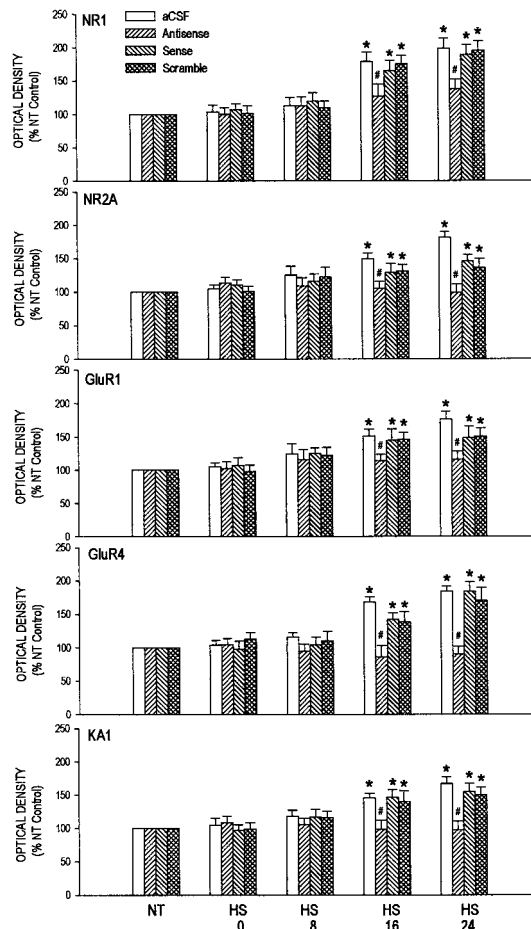 NR1
aCSF
Antisense
Sense
Scramble
OPTICAL DENSITY
(% NT Control)
250
200
150
100
50
0
* # * * * # * *
NR2A
OPTICAL DENSITY
(% NT Control)
250
200
150
100
50
0
* # * * * # * *
GluR1
OPTICAL DENSITY
(% NT Control)
250
200
150
100
50
0
* # * * * # * *
GluR4
OPTICAL DENSITY
(% NT Control)
250
200
150
100
50
0
* # * * * # * *
KA1
OPTICAL DENSITY
(% NT Control)
250
200
150
100
50
0
* # * * * # * *
NT HS HS HS HS
0 8 16 24